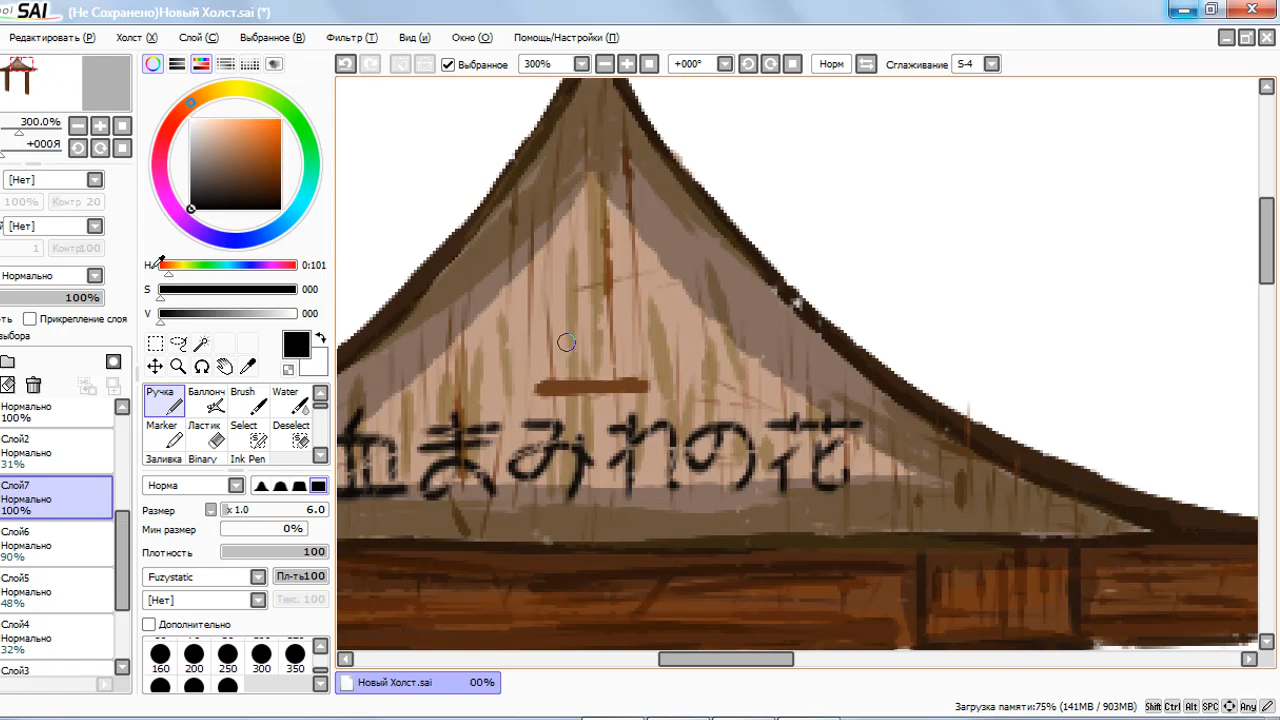 ool SAI (Не Сохранено)Новый Холст.sai (*)
Редактировать (P) Холст (X) Слой (C) Выбранное (B) Фильтр (T) Вид (и) Окно (O) Помощь/Настройки (П)
Выбранное 300% +000° Норм Сглаживание S-4
300.0%
+000Я
[Нет]
100% Контр 20
[Нет]
1 Контр100
Нормально
100%
Прикрепление слоя
H 0:101
S 000
V 000
Ручка Баллонч Brush Water
Marker Ластик Select Deselect
Заливка Binary Ink Pen
Норма
Размер x 1.0 6.0
Мин размер 0%
Плотность 100
Fuzystatic Пл-ть100
[Нет] Текс. 100
Дополнительно
160 200 250 300 350
Нормально
100%
Слой2
Нормально
31%
Слой7
Нормально
100%
Слой6
Нормально
90%
Слой5
Нормально
48%
Слой4
Нормально
32%
Слой3
血まみれの花
Новый Холст.sai 00%
Загрузка памяти:75% (141MB / 903MB) Shift Ctrl Alt SPC Any